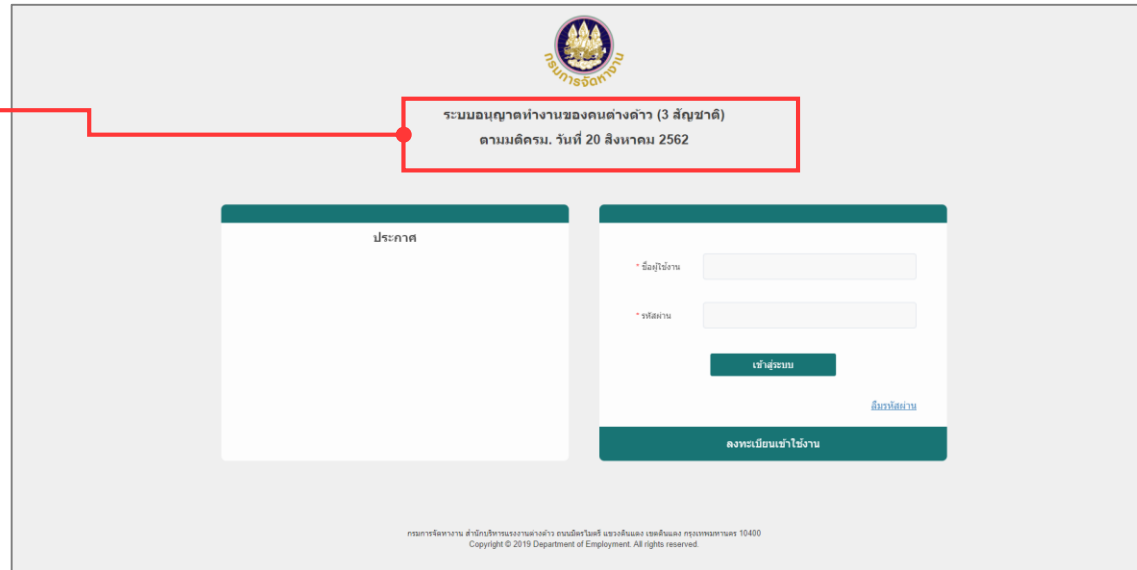 กรมการจัดหางาน
ระบบอนุญาตทำงานของคนต่างด้าว (3 สัญชาติ)
ตามมติครม. วันที่ 20 สิงหาคม 2562
ประกาศ
* ชื่อผู้ใช้งาน
* รหัสผ่าน
เข้าสู่ระบบ
ลืมรหัสผ่าน
ลงทะเบียนเข้าใช้งาน
กรมการจัดหางาน สำนักบริหารแรงงานต่างด้าว ถนนมิตรไมตรี แขวงดินแดง เขตดินแดง กรุงเทพมหานคร 10400
Copyright © 2019 Department of Employment. All rights reserved.